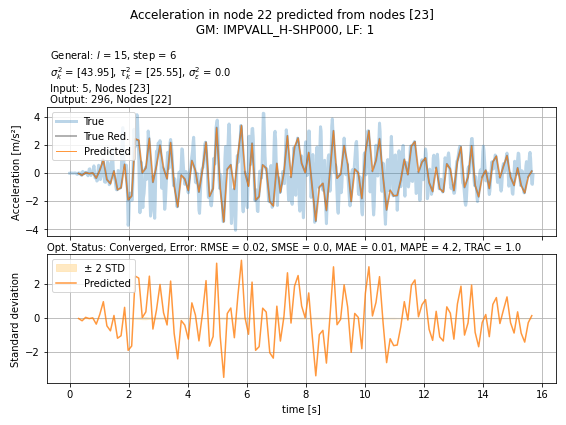 Acceleration in node 22 predicted from nodes [23]
GM: IMPVALL_H-SHP000, LF: 1
General: l = 15, step = 6
σ²ₖ = [43.95], τ²ₖ = [25.55], σ²ε = 0.0
Input: 5, Nodes [23]
Output: 296, Nodes [22]
4
2
0
−2
−4
Acceleration [m/s²]
True
True Red.
Predicted
Opt. Status: Converged, Error: RMSE = 0.02, SMSE = 0.0, MAE = 0.01, MAPE = 4.2, TRAC = 1.0
2
0
−2
Standard deviation
± 2 STD
Predicted
0 2 4 6 8 10 12 14 16
time [s]